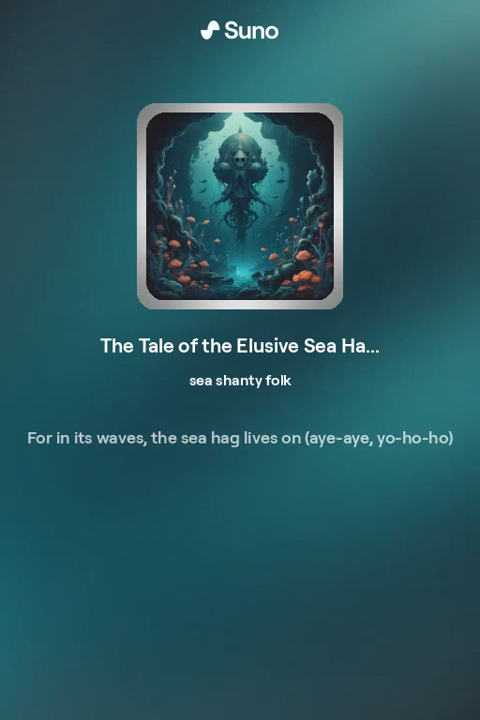 Suno
The Tale of the Elusive Sea Ha...
sea shanty folk
For in its waves, the sea hag lives on (aye-aye, yo-ho-ho)